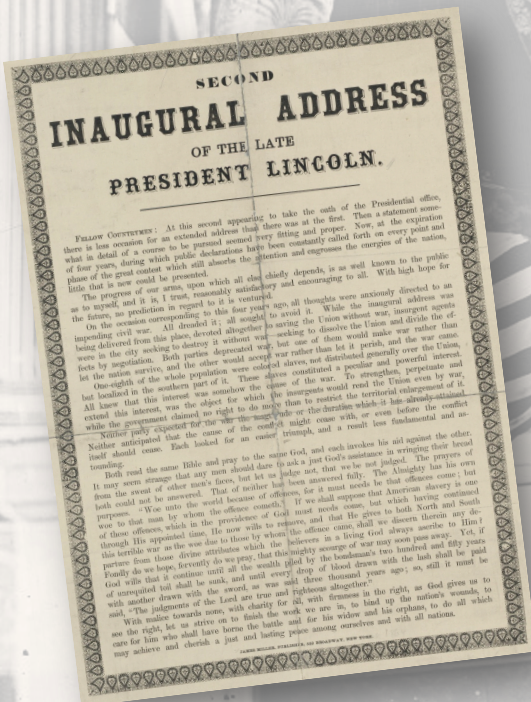 SECOND
INAUGURAL ADDRESS
OF THE LATE
PRESIDENT LINCOLN.
FELLOW COUNTRYMEN: At this second appearing to take the oath of the Presidential office,
there is less occasion for an extended address than there was at the first. Then a statement some-
what in detail of a course to be pursued seemed very fitting and proper. Now, at the expiration
of four years, during which public declarations have been constantly called forth on every point and
phase of the great contest which still absorbs the attention and engrosses the energies of the nation,
little that is new could be presented.
The progress of our arms, upon which all else chiefly depends, is as well known to the public
as to myself, and it is, I trust, reasonably satisfactory and encouraging to all. With high hope for
the future, no prediction in regard to it is ventured.
On the occasion corresponding to this four years ago, all thoughts were anxiously directed to an
impending civil war. All dreaded it; all sought to avoid it. While the inaugural address was
being delivered from this place, devoted altogether to saving the Union without war, insurgent agents
were in the city seeking to destroy it without war—seeking to dissolve the Union and divide the ef-
fects by negotiation. Both parties deprecated war, but one of them would make war rather than
let the nation survive, and the other would accept war rather than let it perish, and the war came.
One-eighth of the whole population were colored slaves, not distributed generally over the Union,
but localized in the southern part of it. These slaves constituted a peculiar and powerful interest.
All knew that this interest was somehow the cause of the war. To strengthen, perpetuate and
extend this interest, was the object for which the insurgents would rend the Union even by war,
while the government claimed no right to do more than to restrict the territorial enlargement of it.
Neither party expected for the war the magnitude or the duration which it has already attained.
Neither anticipated that the cause of the conflict might cease with, or even before the conflict
itself should cease. Each looked for an easier triumph, and a result less fundamental and as-
tounding.
Both read the same Bible and pray to the same God, and each invokes his aid against the other.
It may seem strange that any men should dare to ask a just God's assistance in wringing their bread
from the sweat of other men's faces, but let us judge not, that we be not judged. The prayers of
both could not be answered. That of neither has been answered fully. The Almighty has his own
purposes. "Woe unto the world because of offences, for it must needs be that offences come; but
woe to that man by whom the offence cometh." If we shall suppose that American slavery is one
of these offences, which in the providence of God must needs come, but which having continued
through His appointed time, He now wills to remove, and that He gives to both North and South
this terrible war as the woe due to those by whom the offence came, shall we discern therein any de-
parture from those divine attributes which the believers in a living God always ascribe to Him!
Fondly do we hope, fervently do we pray, that this mighty scourge of war may soon pass away. Yet, if
God wills that it continue until all the wealth piled by the bondsman's two hundred and fifty years
of unrequited toil shall be sunk, and until every drop of blood drawn with the lash shall be paid
with another drawn with the sword, as was said three thousand years ago; so, still it must be
said, "The judgments of the Lord are true and righteous altogether."
With malice towards none, with charity for all, with firmness in the right, as God gives us to
see the right, let us strive on to finish the work we are in, to bind up the nation's wounds, to
care for him who shall have borne the battle and for his widow and his orphans, to do all which
may achieve and cherish a just and lasting peace among ourselves and with all nations.
JAMES MILLER, PUBLISHER, BROADWAY, NEW YORK.